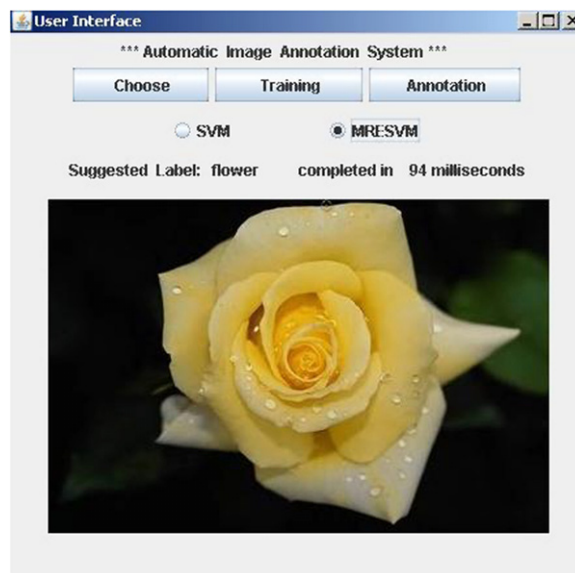 User Interface
*** Automatic Image Annotation System ***
Choose Training Annotation
SVM MRESVM
Suggested Label: flower completed in 94 milliseconds